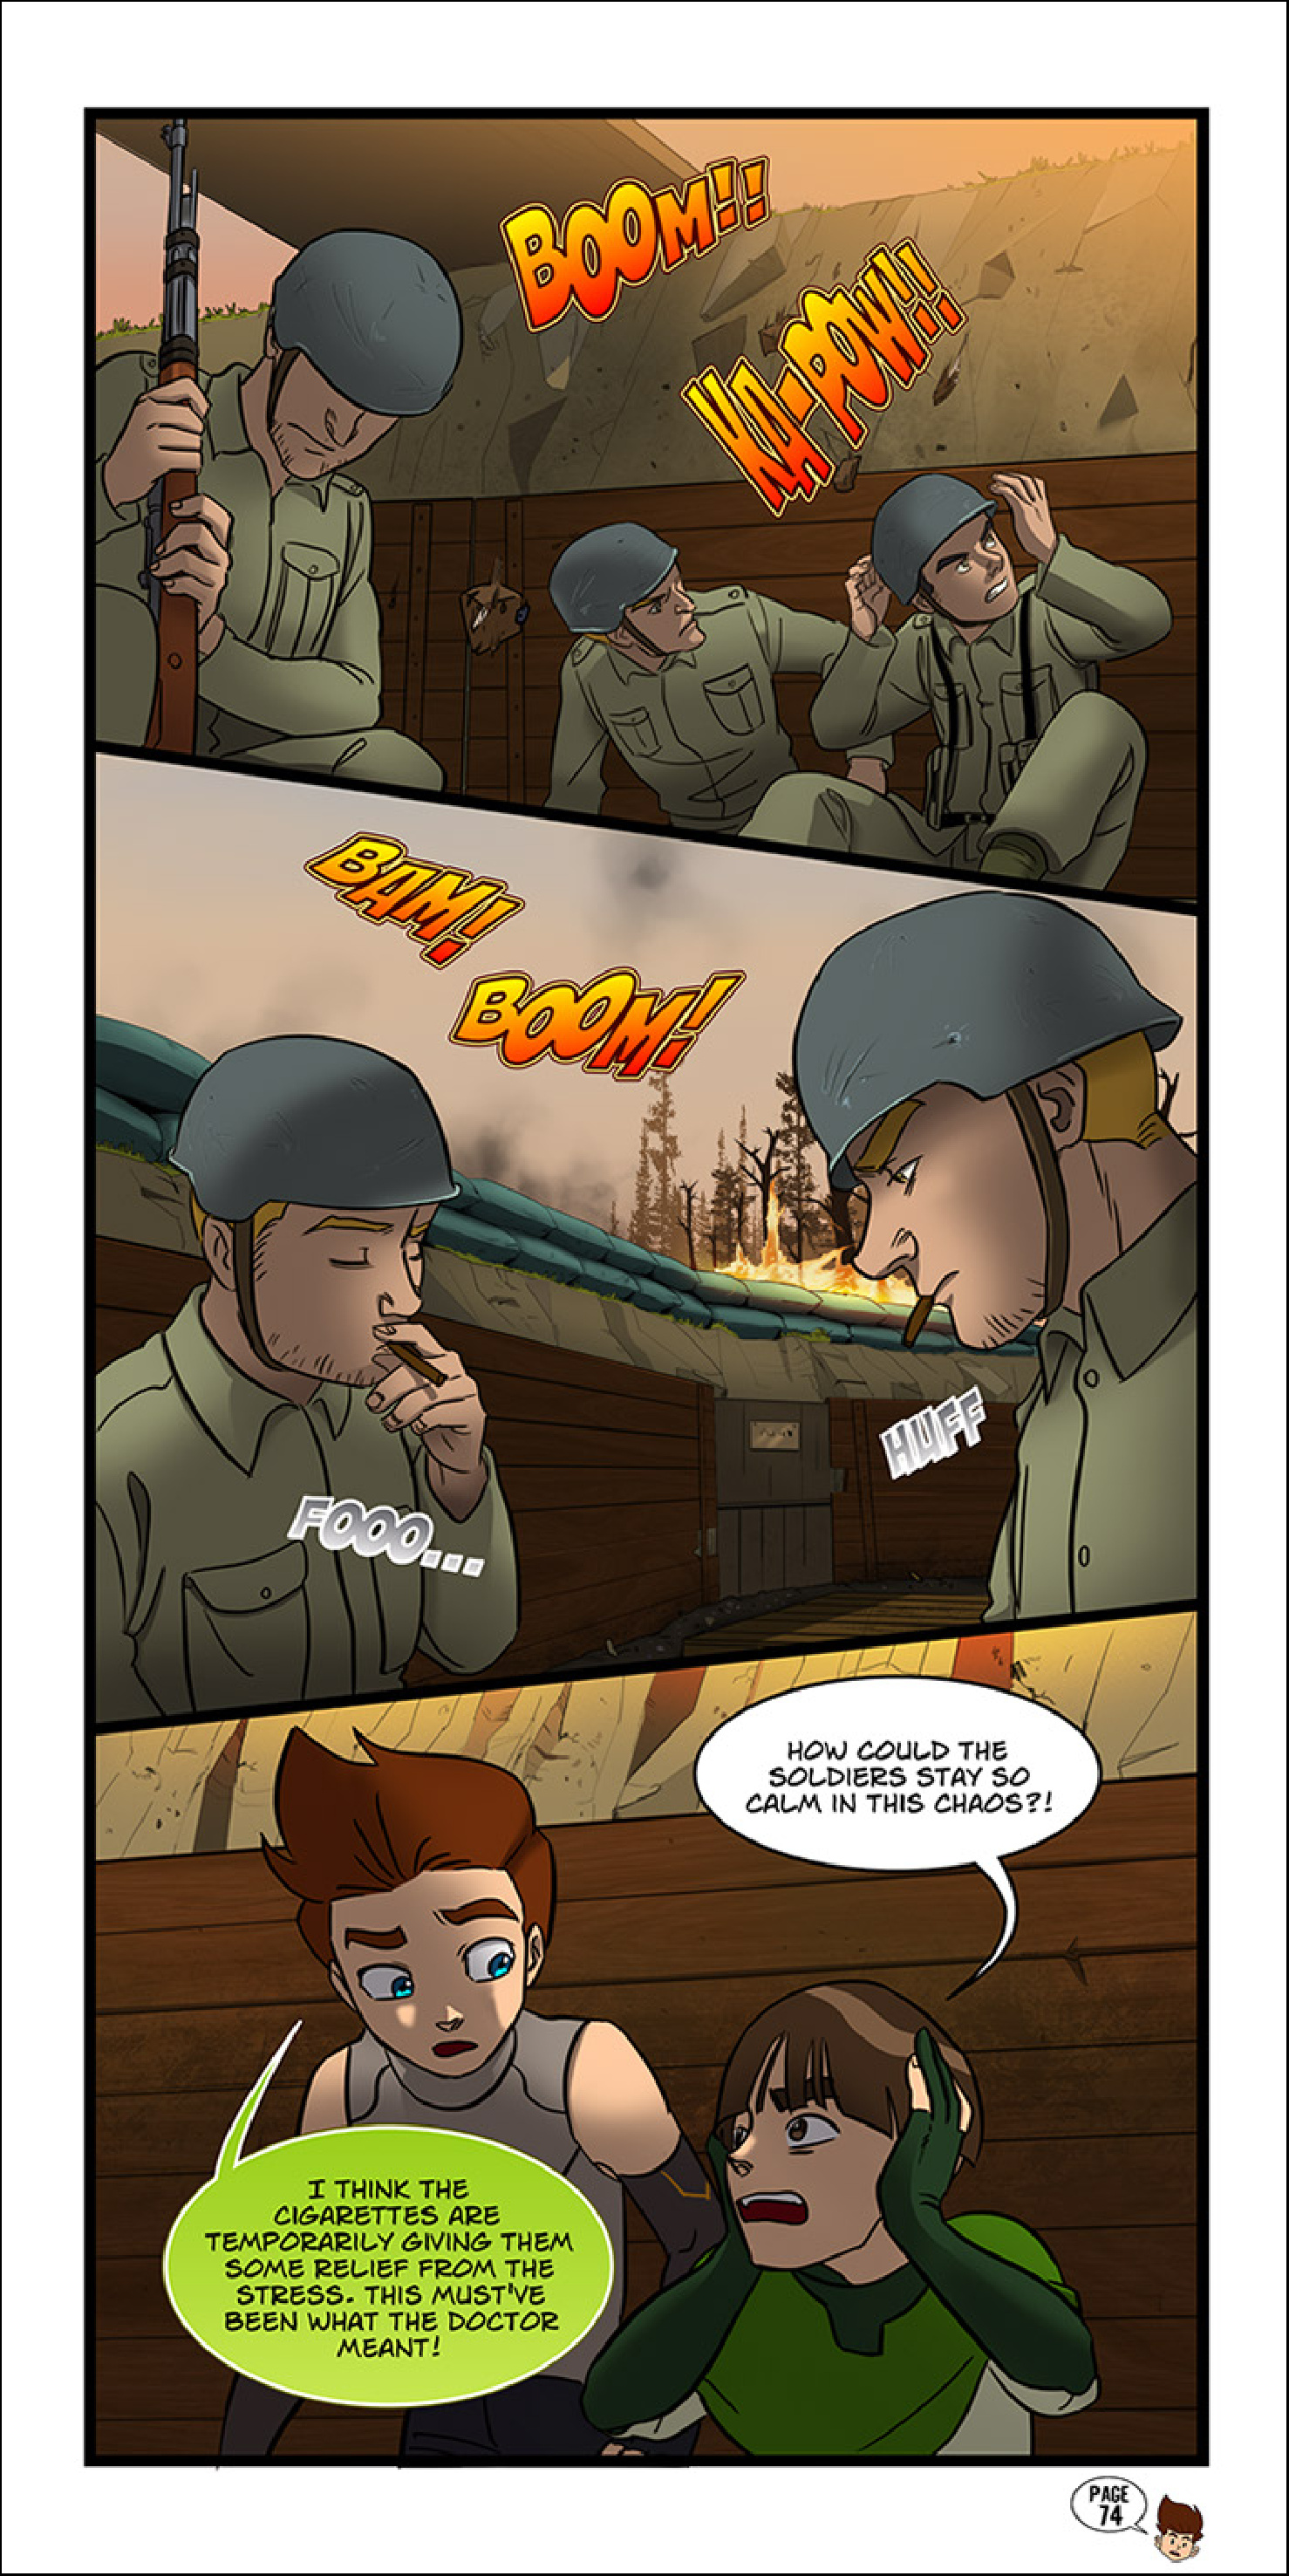 BOOM!!
KA-POW!!
BAM!
BOOM!
HUFF
FOOO...
HOW COULD THE
SOLDIERS STAY SO
CALM IN THIS CHAOS?!
I THINK THE
CIGARETTES ARE
TEMPORARILY GIVING THEM
SOME RELIEF FROM THE
STRESS. THIS MUST'VE
BEEN WHAT THE DOCTOR
MEANT!
PAGE
74